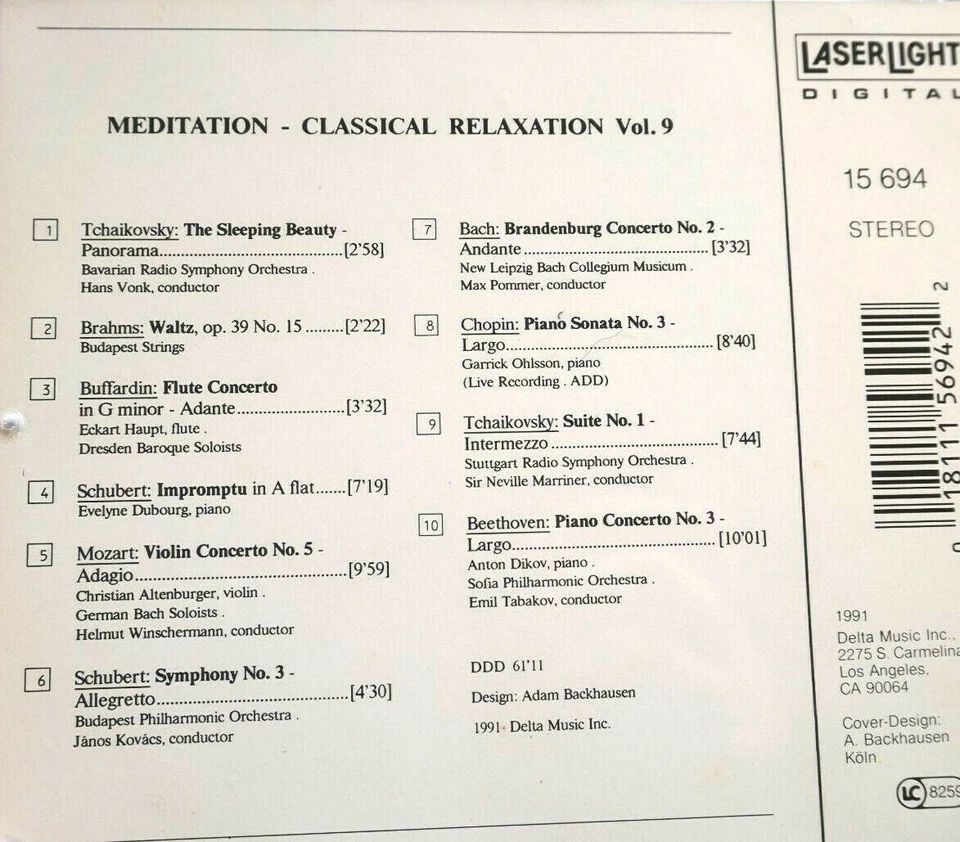 MEDITATION - CLASSICAL RELAXATION Vol. 9
1 Tchaikovsky: The Sleeping Beauty -
Panorama........................................[2'58]
Bavarian Radio Symphony Orchestra .
Hans Vonk, conductor
2 Brahms: Waltz, op. 39 No. 15 ........[2'22]
Budapest Strings
3 Buffardin: Flute Concerto
in G minor - Adante.......................[3'32]
Eckart Haupt, flute .
Dresden Baroque Soloists
4 Schubert: Impromptu in A flat.......[7'19]
Evelyne Dubourg, piano
5 Mozart: Violin Concerto No. 5 -
Adagio.............................................[9'59]
Christian Altenburger, violin .
German Bach Soloists .
Helmut Winschermann, conductor
6 Schubert: Symphony No. 3 -
Allegretto.........................................[4'30]
Budapest Philharmonic Orchestra .
János Kovács, conductor
7 Bach: Brandenburg Concerto No. 2 -
Andante.......................................[3'32]
New Leipzig Bach Collegium Musicum .
Max Pommer, conductor
8 Chopin: Piano Sonata No. 3 -
Largo............................................[8'40]
Garrick Ohlsson, piano
(Live Recording . ADD)
9 Tchaikovsky: Suite No. 1 -
Intermezzo...................................[7'44]
Stuttgart Radio Symphony Orchestra .
Sir Neville Marriner, conductor
10 Beethoven: Piano Concerto No. 3 -
Largo...........................................[10'01]
Anton Dikov, piano .
Sofia Philharmonic Orchestra .
Emil Tabakov, conductor
DDD 61'11
Design: Adam Backhausen
1991 Delta Music Inc.
LASERLIGHT
DIGITAL
15 694
STEREO
0 18111 56942 2
1991
Delta Music Inc.,
2275 S. Carmelina
Los Angeles,
CA 90064
Cover-Design:
A. Backhausen
Köln
LC 8259